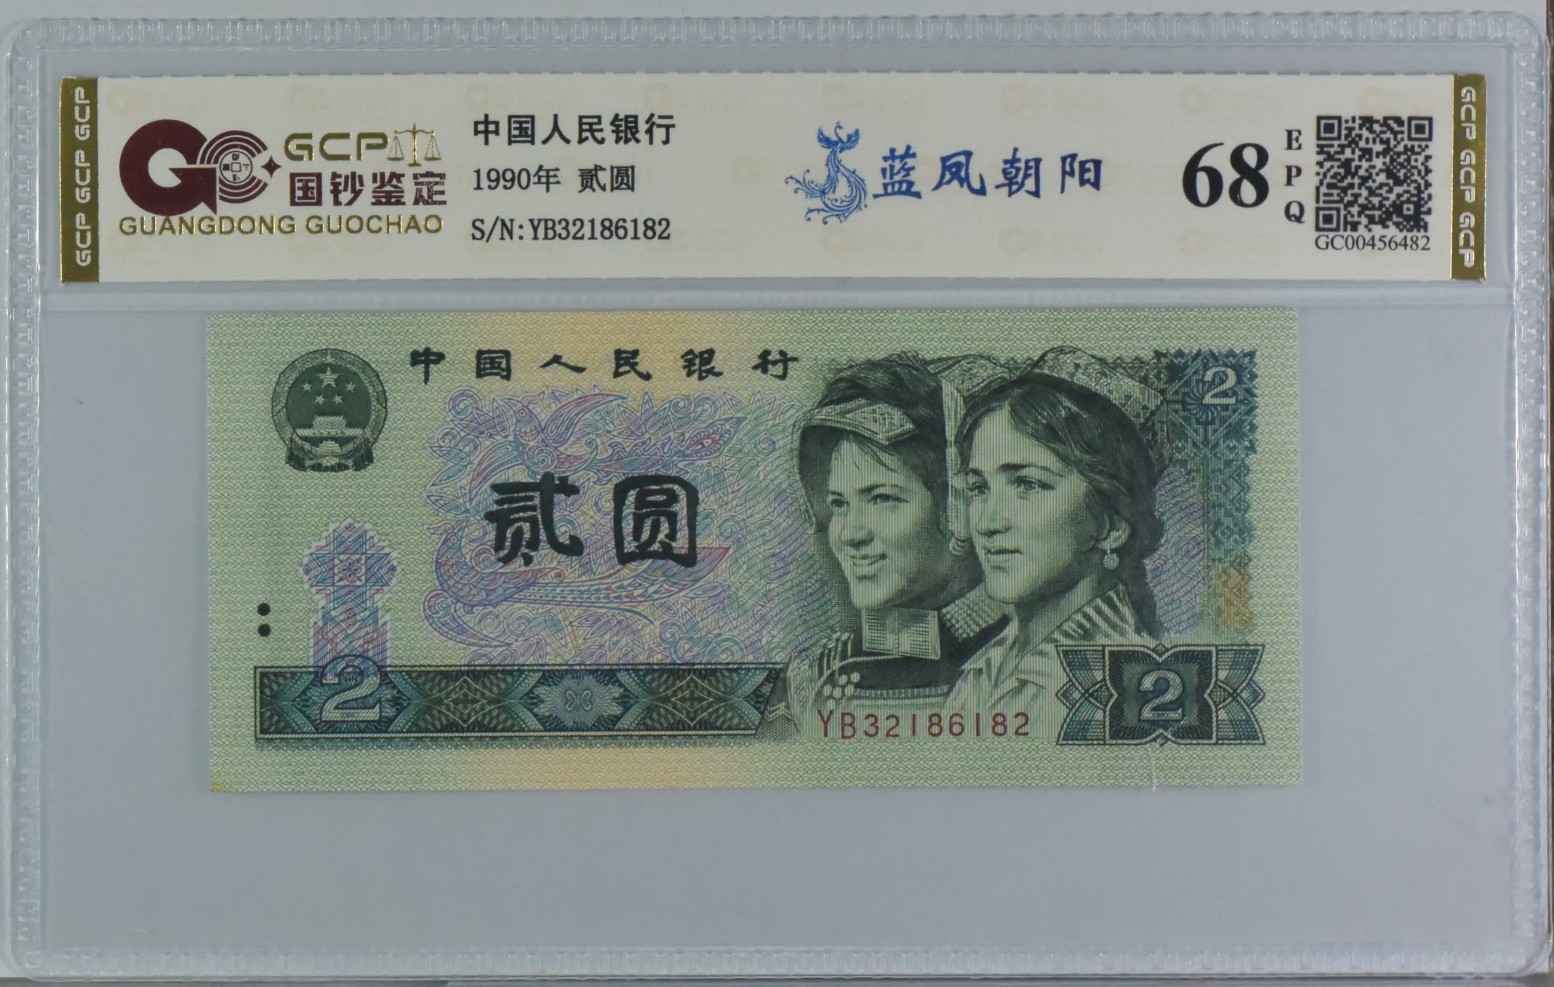 GCP GCP GCP
GCP
国钞鉴定
GUANGDONG GUOCHAO
中国人民银行
1990年 贰圆
S/N:YB32186182
蓝凤朝阳
68
EPQ
GC00456482
GCP GCP GCP
中国人民银行
2
贰圆
2
YB32186182
2